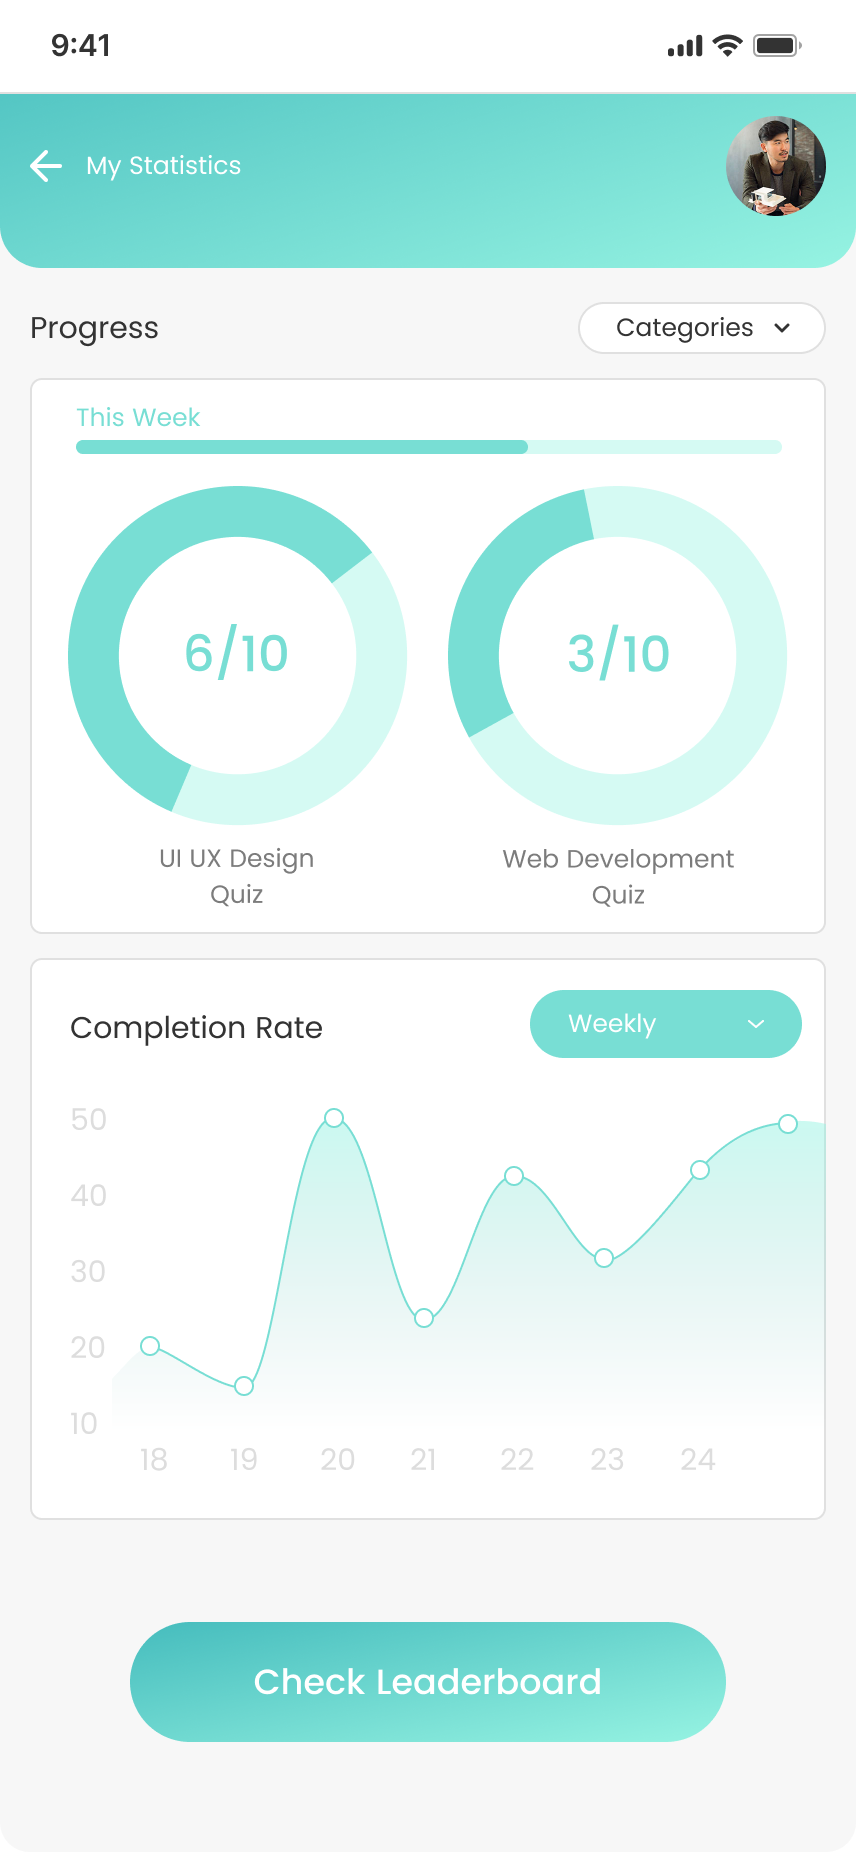 9:41
My Statistics
Progress
Categories
This Week
6/10
3/10
UI UX Design
Quiz
Web Development
Quiz
Completion Rate
Weekly
50
40
30
20
10
18 19 20 21 22 23 24
Check Leaderboard